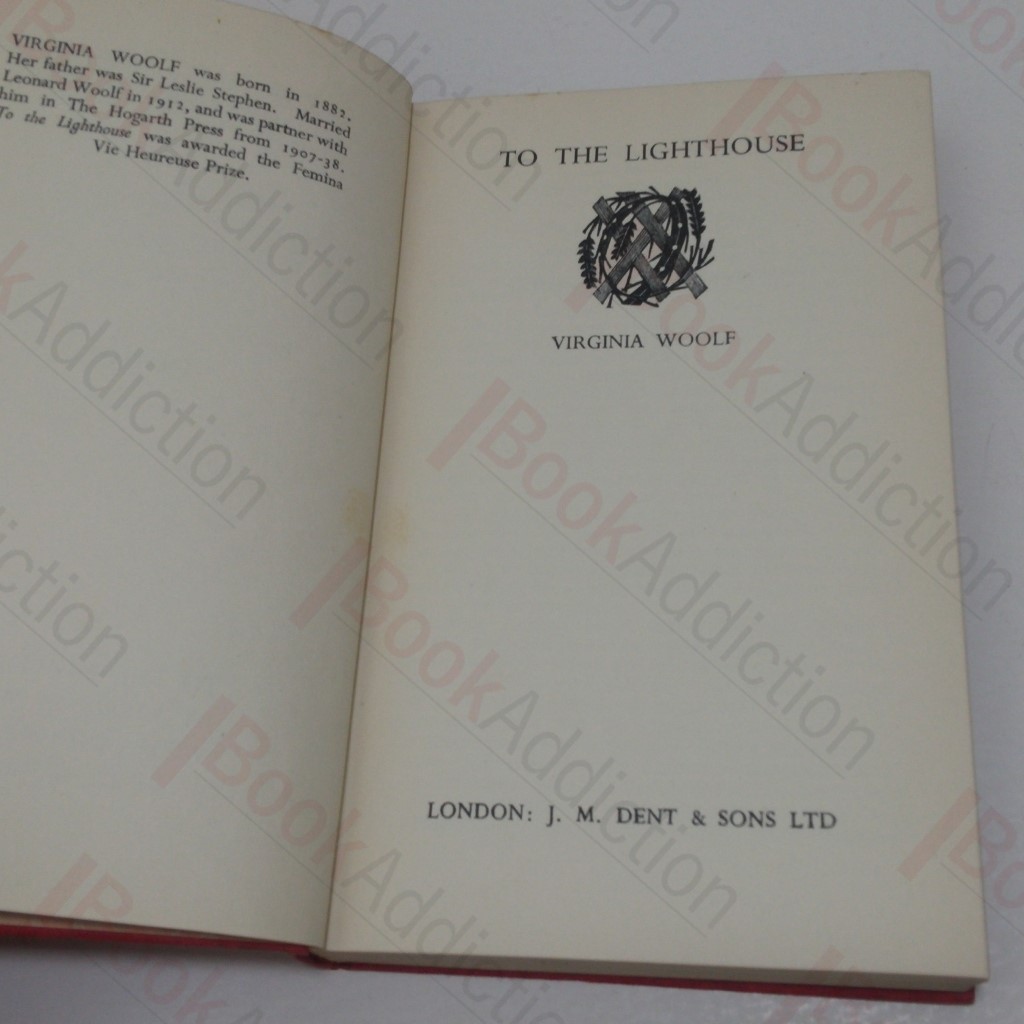 VIRGINIA WOOLF was born in 1882.
Her father was Sir Leslie Stephen. Married
Leonard Woolf in 1912, and was partner with
him in The Hogarth Press from 1907-38.
To the Lighthouse was awarded the Femina
Vie Heureuse Prize.
TO THE LIGHTHOUSE
VIRGINIA WOOLF
LONDON: J. M. DENT & SONS LTD
BookAddiction